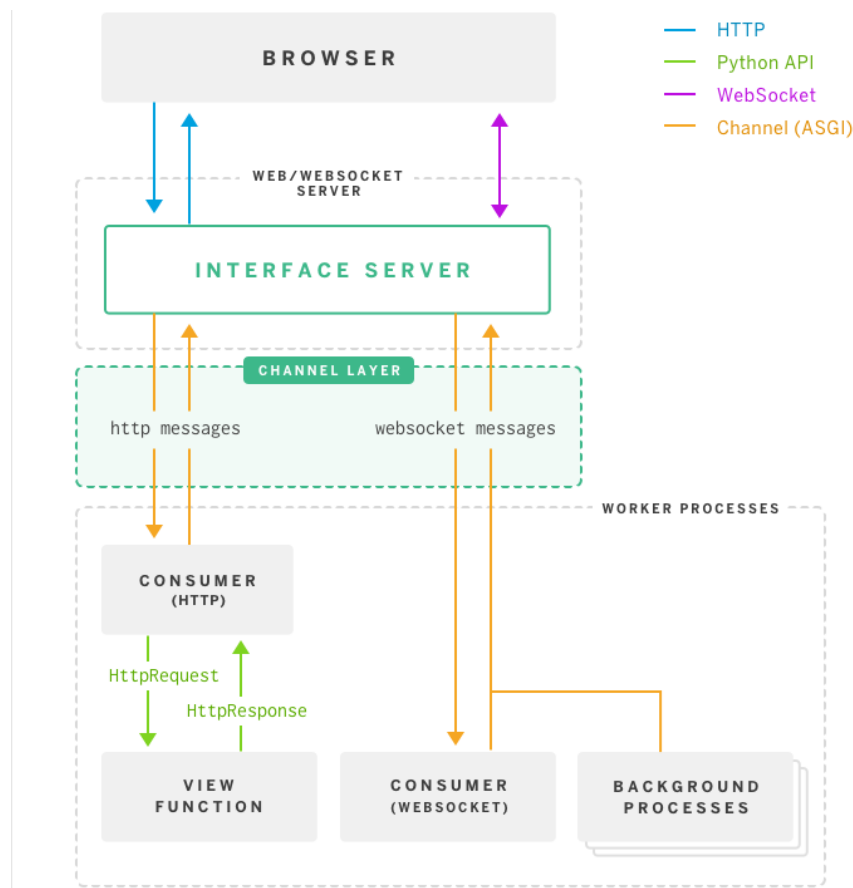 BROWSER
HTTP
Python API
WebSocket
Channel (ASGI)
WEB/WEBSOCKET
SERVER
INTERFACE SERVER
CHANNEL LAYER
http messages
websocket messages
WORKER PROCESSES
CONSUMER
(HTTP)
HttpRequest
HttpResponse
VIEW
FUNCTION
CONSUMER
(WEBSOCKET)
BACKGROUND
PROCESSES